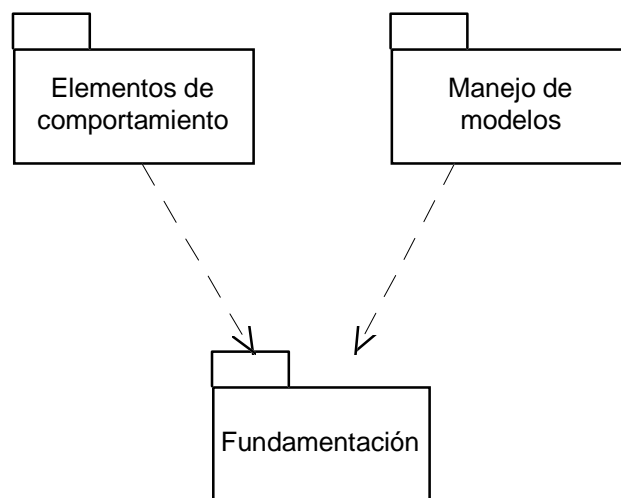 Elementos de
comportamiento
Manejo de
modelos
Fundamentación